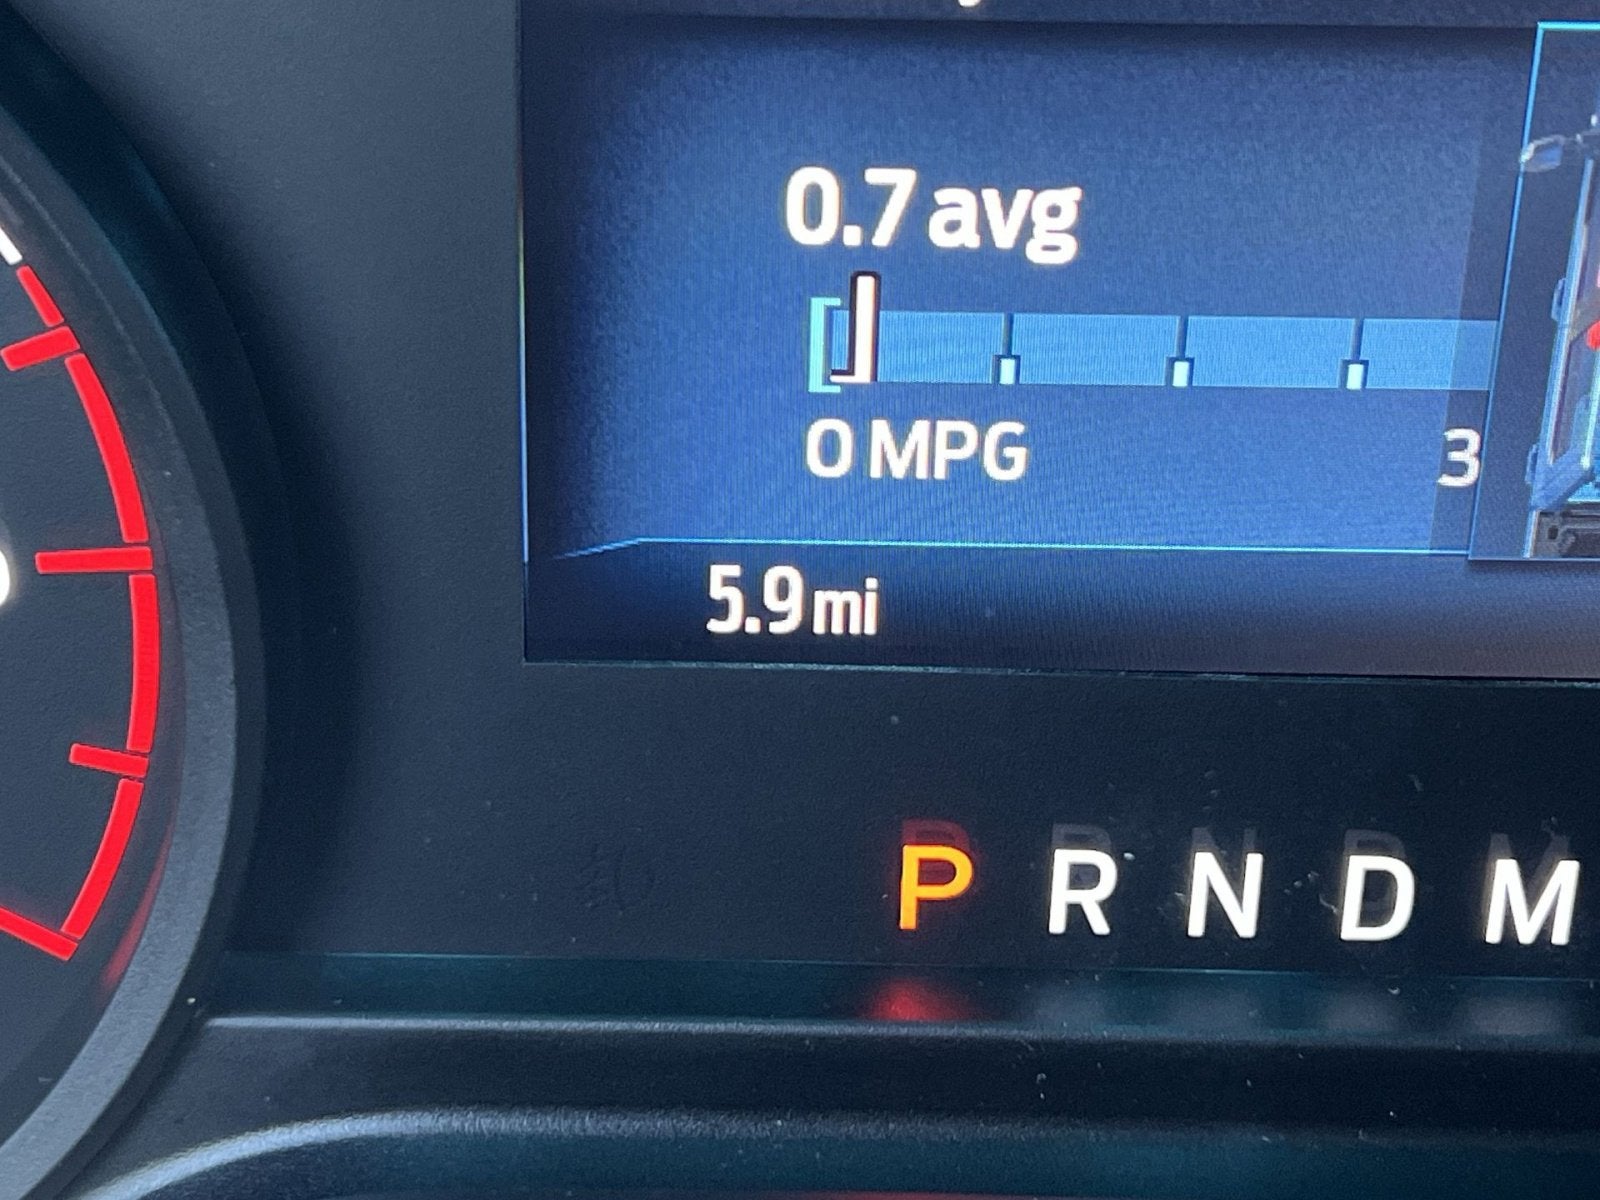 0.7 avg
0 MPG 3
5.9 mi
P R N D M